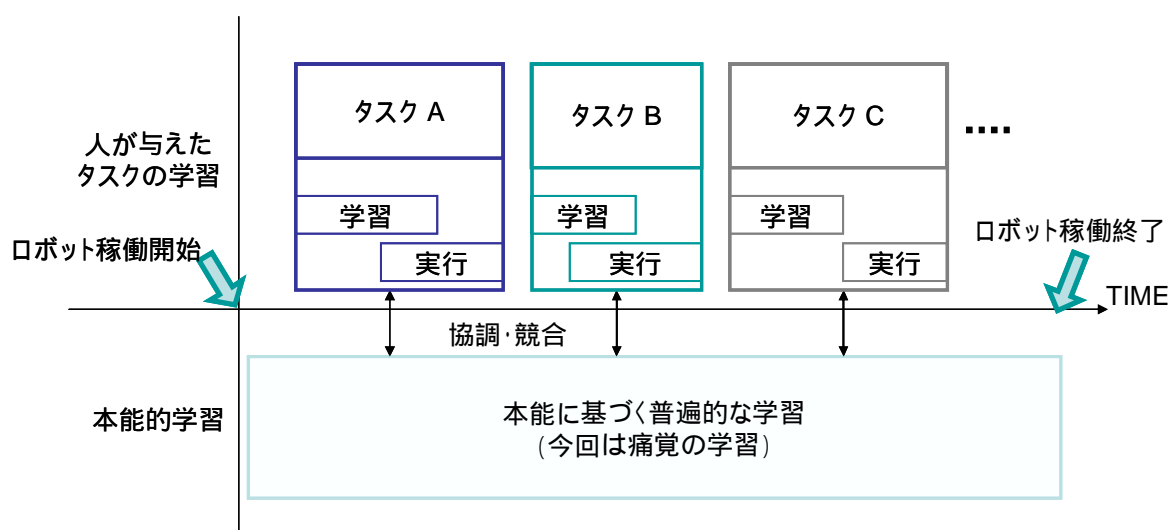 タスク A
タスク B
タスク C
....
人が与えた
タスクの学習
学習
学習
学習
実行
実行
実行
ロボット稼働開始
ロボット稼働終了
TIME
協調・競合
本能的学習
本能に基づく普遍的な学習
(今回は痛覚の学習)